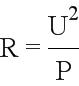 R = U²/P